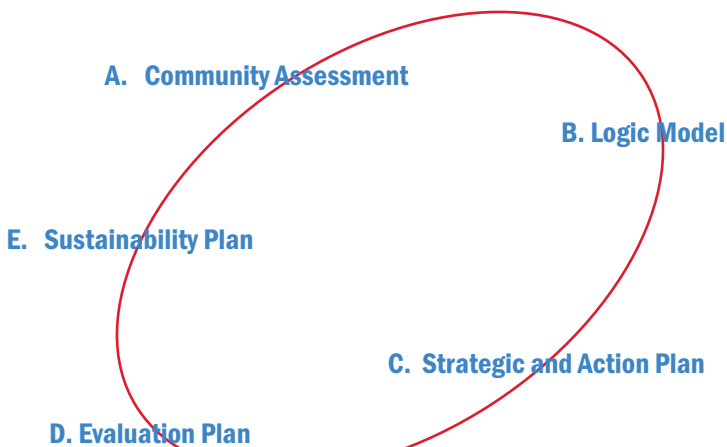 A. Community Assessment
B. Logic Model
E. Sustainability Plan
C. Strategic and Action Plan
D. Evaluation Plan